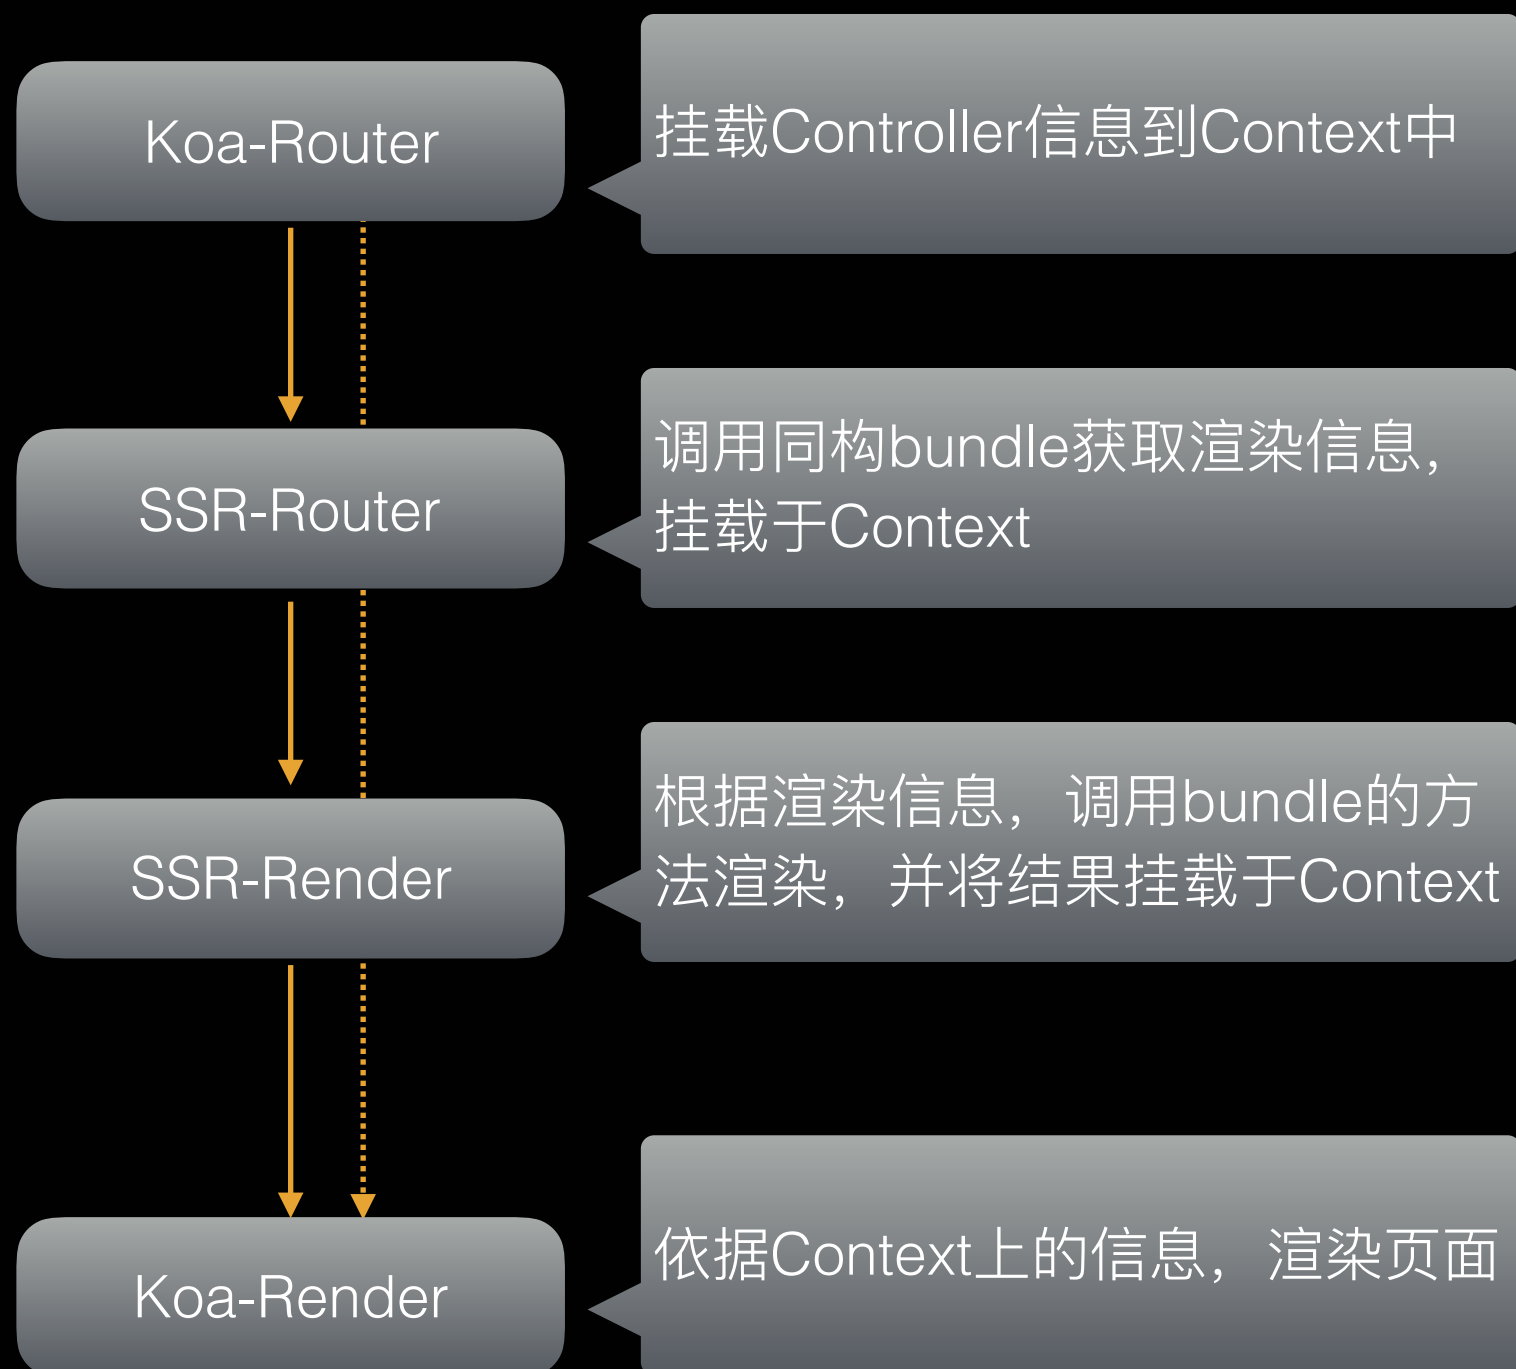 Koa-Router
挂载Controller信息到Context中
SSR-Router
调用同构bundle获取渲染信息，
挂载于Context
SSR-Render
根据渲染信息，调用bundle的方
法渲染，并将结果挂载于Context
Koa-Render
依据Context上的信息，渲染页面